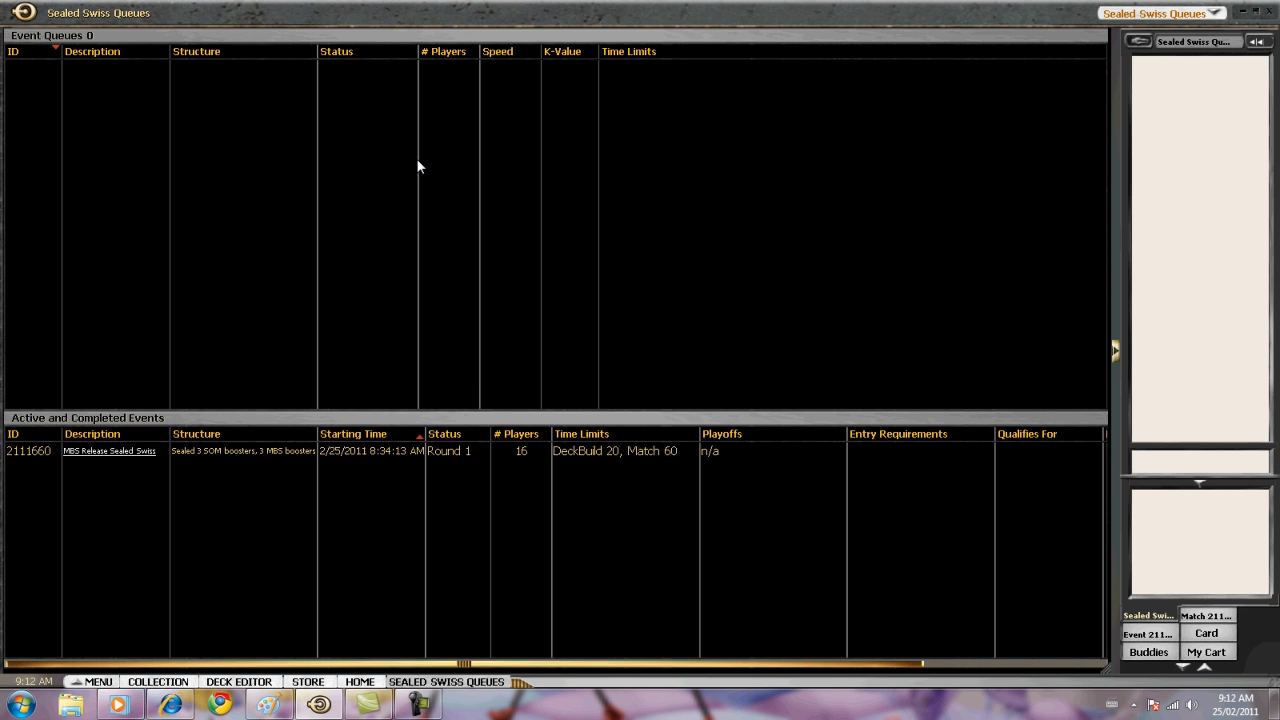 Sealed Swiss Queues
Sealed Swiss Queues
Event Queues 0
Sealed Swiss Qu...
ID Description Structure Status # Players Speed K-Value Time Limits
Active and Completed Events
ID Description Structure Starting Time Status # Players Time Limits Playoffs Entry Requirements Qualifies For
2111660 MBS Release Sealed Swiss Sealed 3 SOM boosters, 3 MBS boosters 2/25/2011 8:34:13 AM Round 1 16 DeckBuild 20, Match 60 n/a
Sealed Swi... Match 211...
Event 211... Card
Buddies My Cart
9:12 AM MENU COLLECTION DECK EDITOR STORE HOME SEALED SWISS QUEUES
9:12 AM
25/02/2011